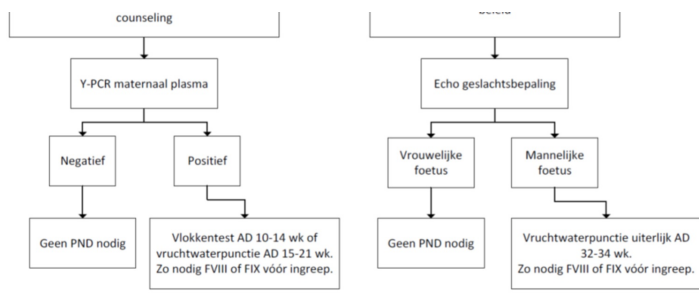 counseling
Y-PCR maternaal plasma
Negatief
Positief
Geen PND nodig
Vlokkentest AD 10-14 wk of
vruchtwaterpunctie AD 15-21 wk.
Zo nodig FVIII of FIX vóór ingreep.
beleid
Echo geslachtsbepaling
Vrouwelijke
foetus
Mannelijke
foetus
Geen PND nodig
Vruchtwaterpunctie uiterlijk AD
32-34 wk.
Zo nodig FVIII of FIX vóór ingreep.